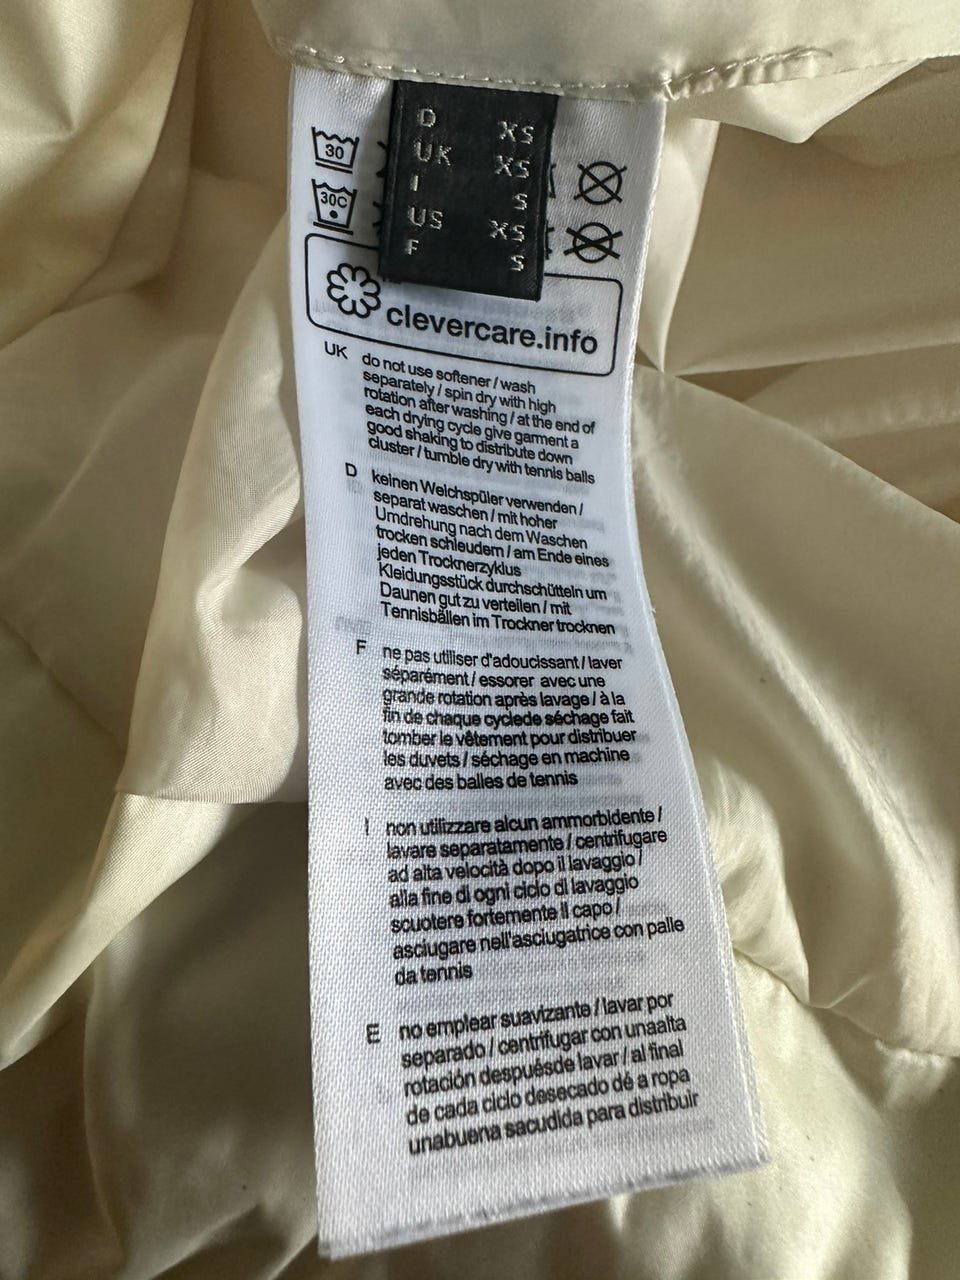 D XS
UK XS
I S
US XS
F S
30
30C
clevercare.info
UK do not use softener / wash
separately / spin dry with high
rotation after washing / at the end of
each drying cycle give garment a
good shaking to distribute down
cluster / tumble dry with tennis balls
D keinen Weichspüler verwenden /
separat waschen / mit hoher
Umdrehung nach dem Waschen
trocken schleudern / am Ende eines
jeden Trocknerzyklus
Kleidungsstück durchschütteln um
Daunen gut zu verteilen / mit
Tennisbällen im Trockner trocknen
F ne pas utiliser d'adoucissant / laver
séparément / essorer avec une
grande rotation après lavage / à la
fin de chaque cyclede séchage fait
tomber le vêtement pour distribuer
les duvets / séchage en machine
avec des balles de tennis
I non utilizzare alcun ammorbidente /
lavare separatamente / centrifugare
ad alta velocità dopo il lavaggio /
alla fine di ogni ciclo di lavaggio
scuotere fortemente il capo /
asciugare nell'asciugatrice con palle
da tennis
E no emplear suavizante / lavar por
separado / centrifugar con unaalta
rotación despuésde lavar / al final
de cada ciclo desecado dé a ropa
unabuena sacudida para distribuir